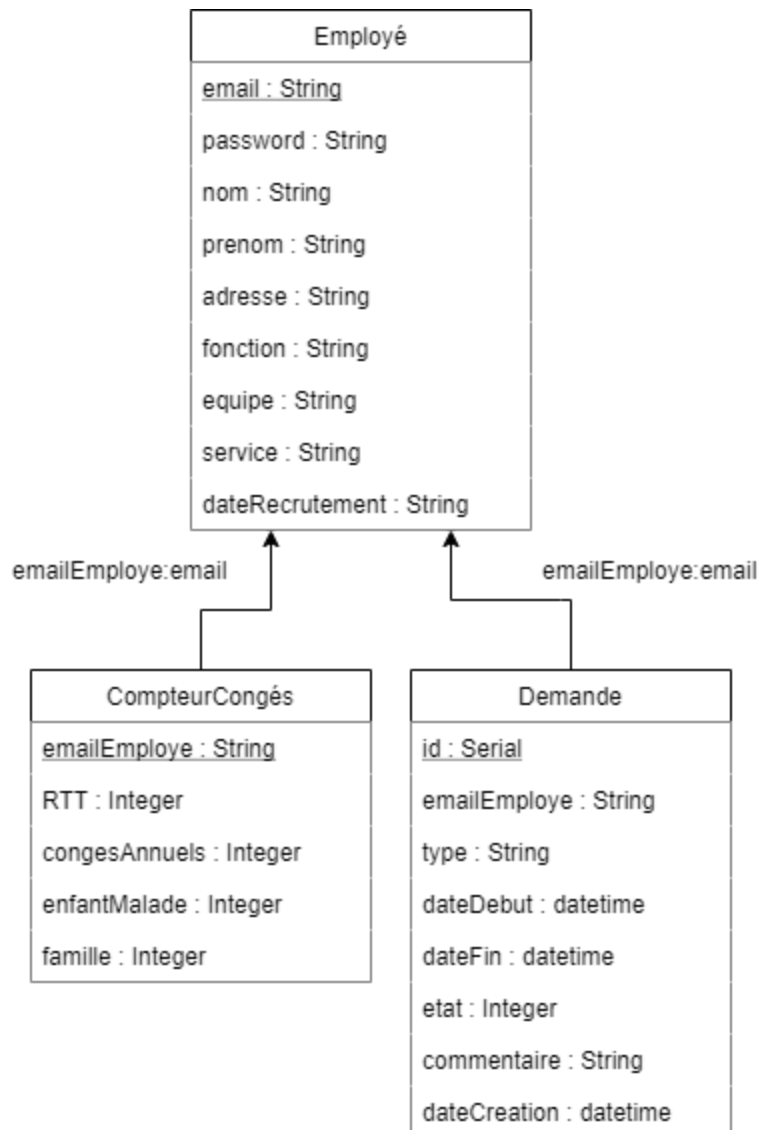 Employé
email : String
password : String
nom : String
prenom : String
adresse : String
fonction : String
equipe : String
service : String
dateRecrutement : String
emailEmploye:email
emailEmploye:email
CompteurCongés
emailEmploye : String
RTT : Integer
congesAnnuels : Integer
enfantMalade : Integer
famille : Integer
Demande
id : Serial
emailEmploye : String
type : String
dateDebut : datetime
dateFin : datetime
etat : Integer
commentaire : String
dateCreation : datetime